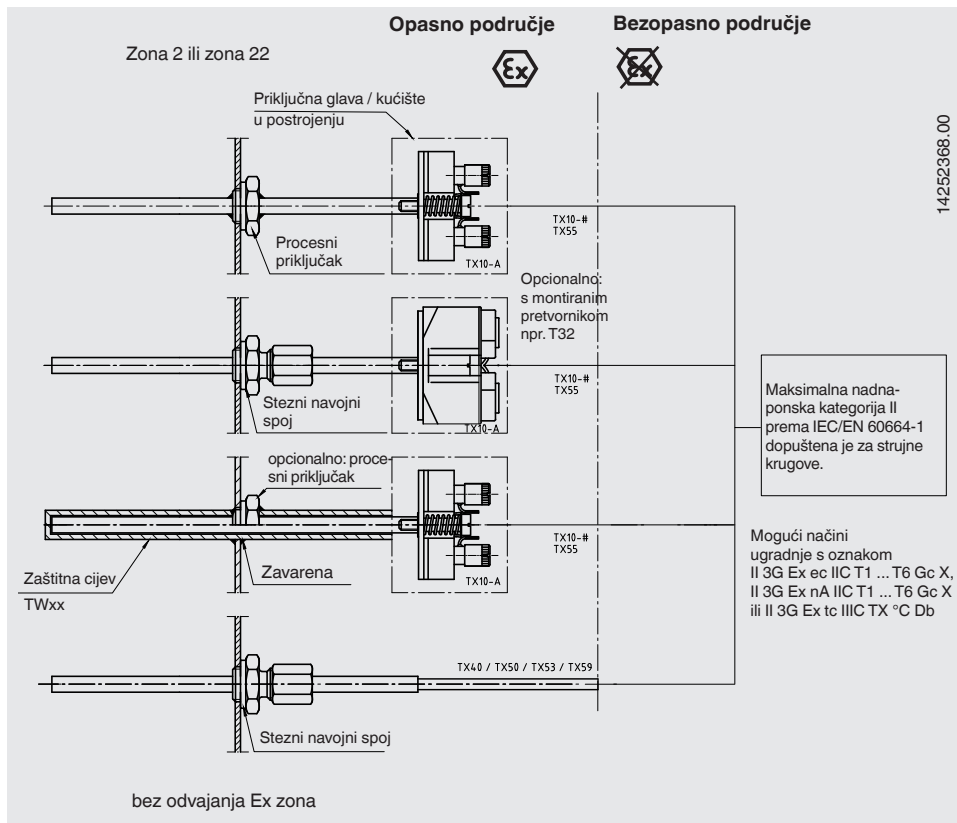 Opasno područje
Bezopasno područje
Zona 2 ili zona 22
Ex
Ex
Priključna glava / kućište
u postrojenju
14252368.00
TX10-#
TX55
Procesni
priključak
TX10-A
Opcionalno:
s montiranim
pretvornikom
npr. T32
TX10-#
TX55
Stezni navojni
spoj
TX10-A
Maksimalna nadna-
ponska kategorija II
prema IEC/EN 60664-1
dopuštena je za strujne
krugove.
opcionalno: proce-
sni priključak
TX10-#
TX55
Zaštitna cijev
TWxx
Zavarena
TX10-A
Mogući načini
ugradnje s oznakom
II 3G Ex ec IIC T1 ... T6 Gc X,
II 3G Ex nA IIC T1 ... T6 Gc X
ili II 3G Ex tc IIIC TX °C Db
TX40 / TX50 / TX53 / TX59
Stezni navojni spoj
bez odvajanja Ex zona